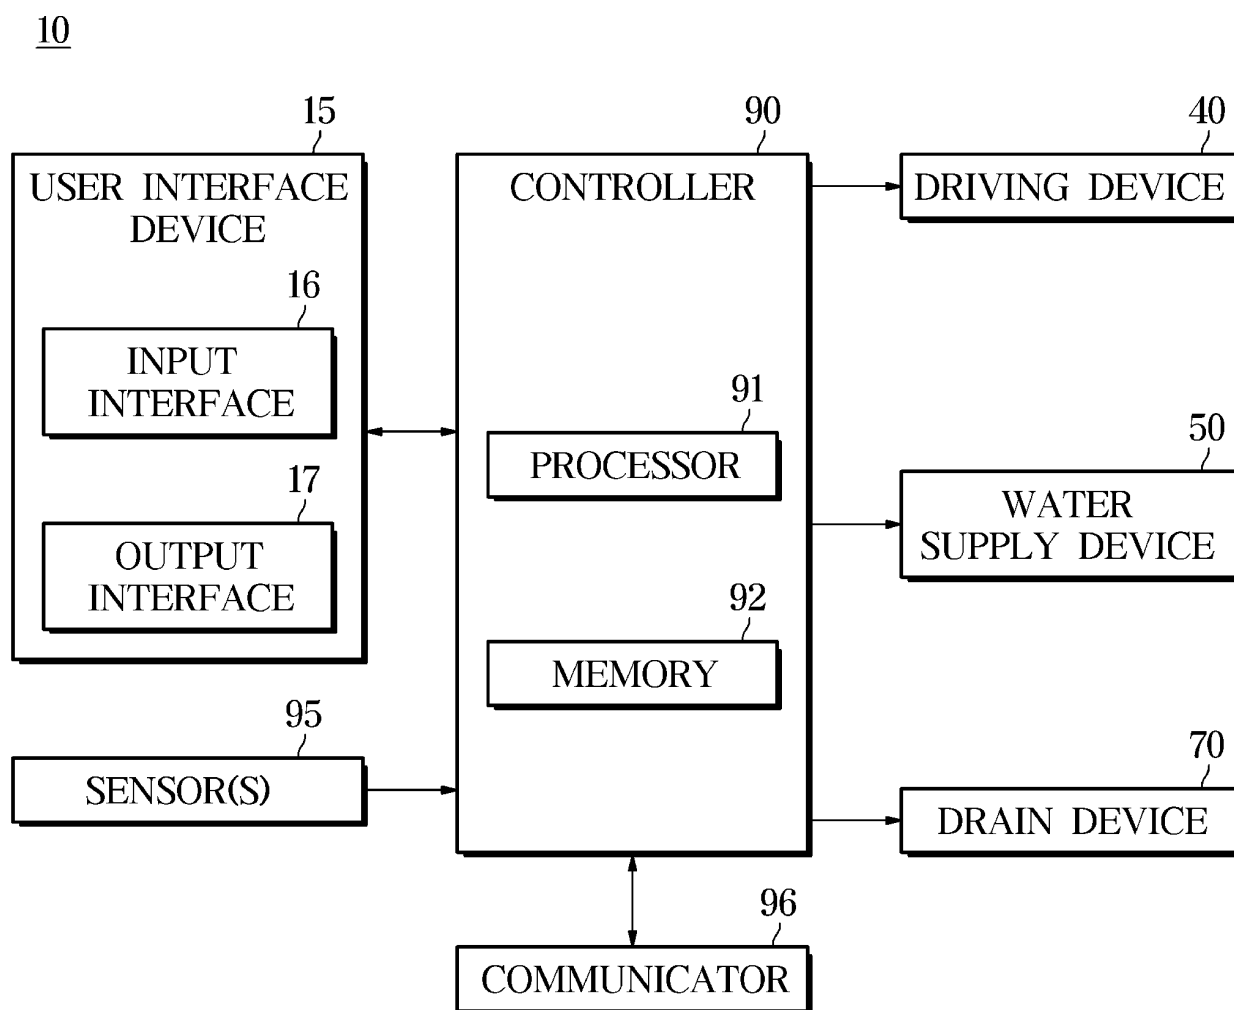 10
15
USER INTERFACE
DEVICE
16
INPUT
INTERFACE
17
OUTPUT
INTERFACE
95
SENSOR(S)
90
CONTROLLER
91
PROCESSOR
92
MEMORY
96
COMMUNICATOR
40
DRIVING DEVICE
50
WATER
SUPPLY DEVICE
70
DRAIN DEVICE